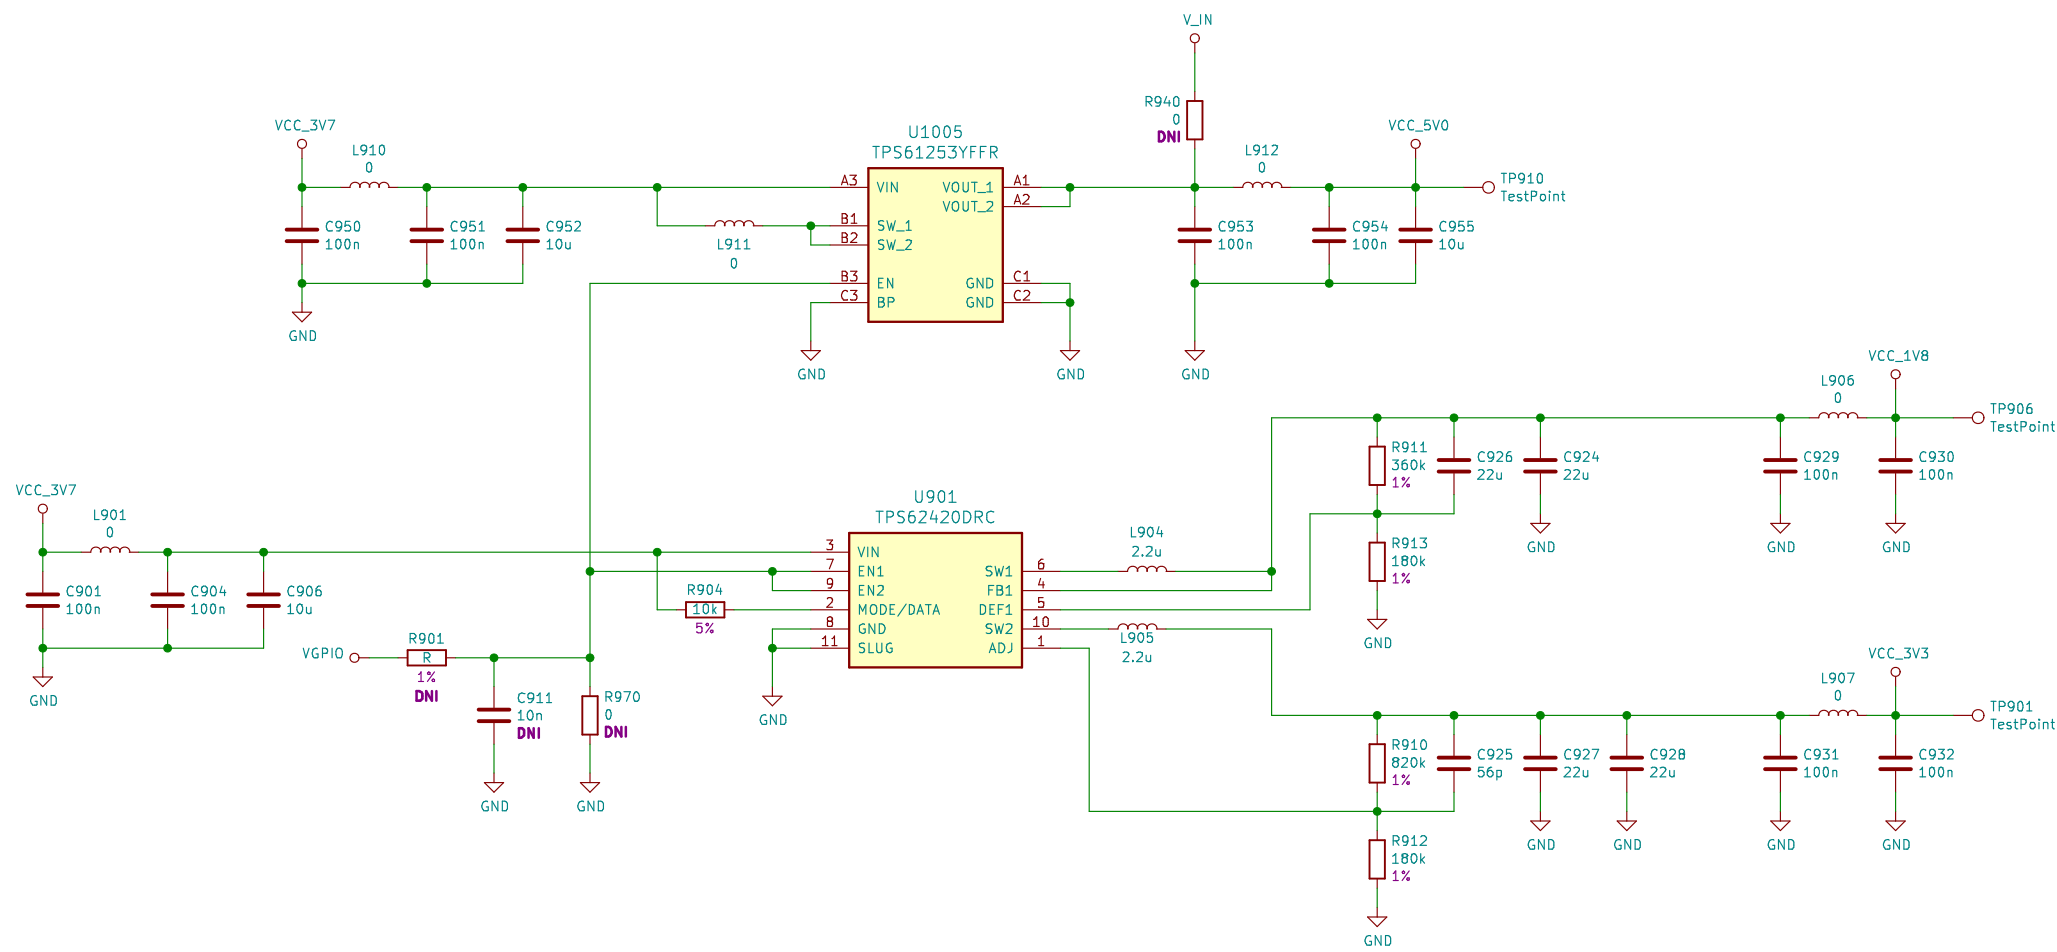 V_IN
R940
0
DNI
VCC_3V7
L910
0
C950
100n
C951
100n
C952
10u
GND
L911
0
U1005
TPS61253YFFR
A3 VIN
B1 SW_1
B2 SW_2
B3 EN
C3 BP
VOUT_1 A1
VOUT_2 A2
GND C1
GND C2
GND
GND
L912
0
VCC_5V0
TP910
TestPoint
C953
100n
C954
100n
C955
10u
GND
VCC_3V7
L901
0
C901
100n
C904
100n
C906
10u
GND
VGPIO
R901
R
1%
DNI
C911
10n
DNI
GND
R970
0
DNI
GND
R904
10k
5%
U901
TPS62420DRC
3 VIN
7 EN1
9 EN2
2 MODE/DATA
8 GND
11 SLUG
SW1 6
FB1 4
DEF1 5
SW2 10
ADJ 1
GND
L904
2.2u
L905
2.2u
R911
360k
1%
C926
22u
C924
22u
GND
R913
180k
1%
GND
C929
100n
GND
L906
0
VCC_1V8
TP906
TestPoint
C930
100n
GND
R910
820k
1%
C925
56p
C927
22u
GND
C928
22u
GND
R912
180k
1%
GND
C931
100n
GND
L907
0
VCC_3V3
TP901
TestPoint
C932
100n
GND